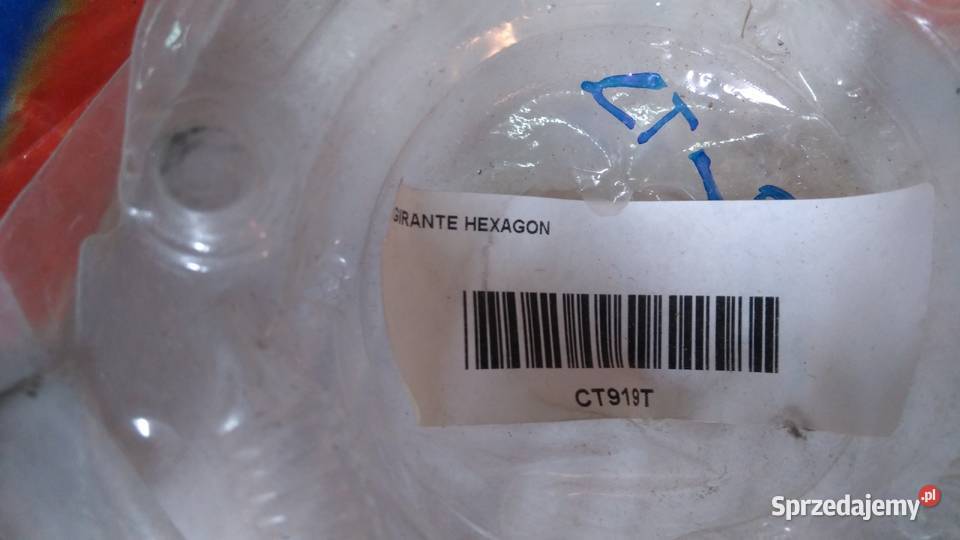 GIRANTE HEXAGON
CT919T
Sprzedajemy.pl